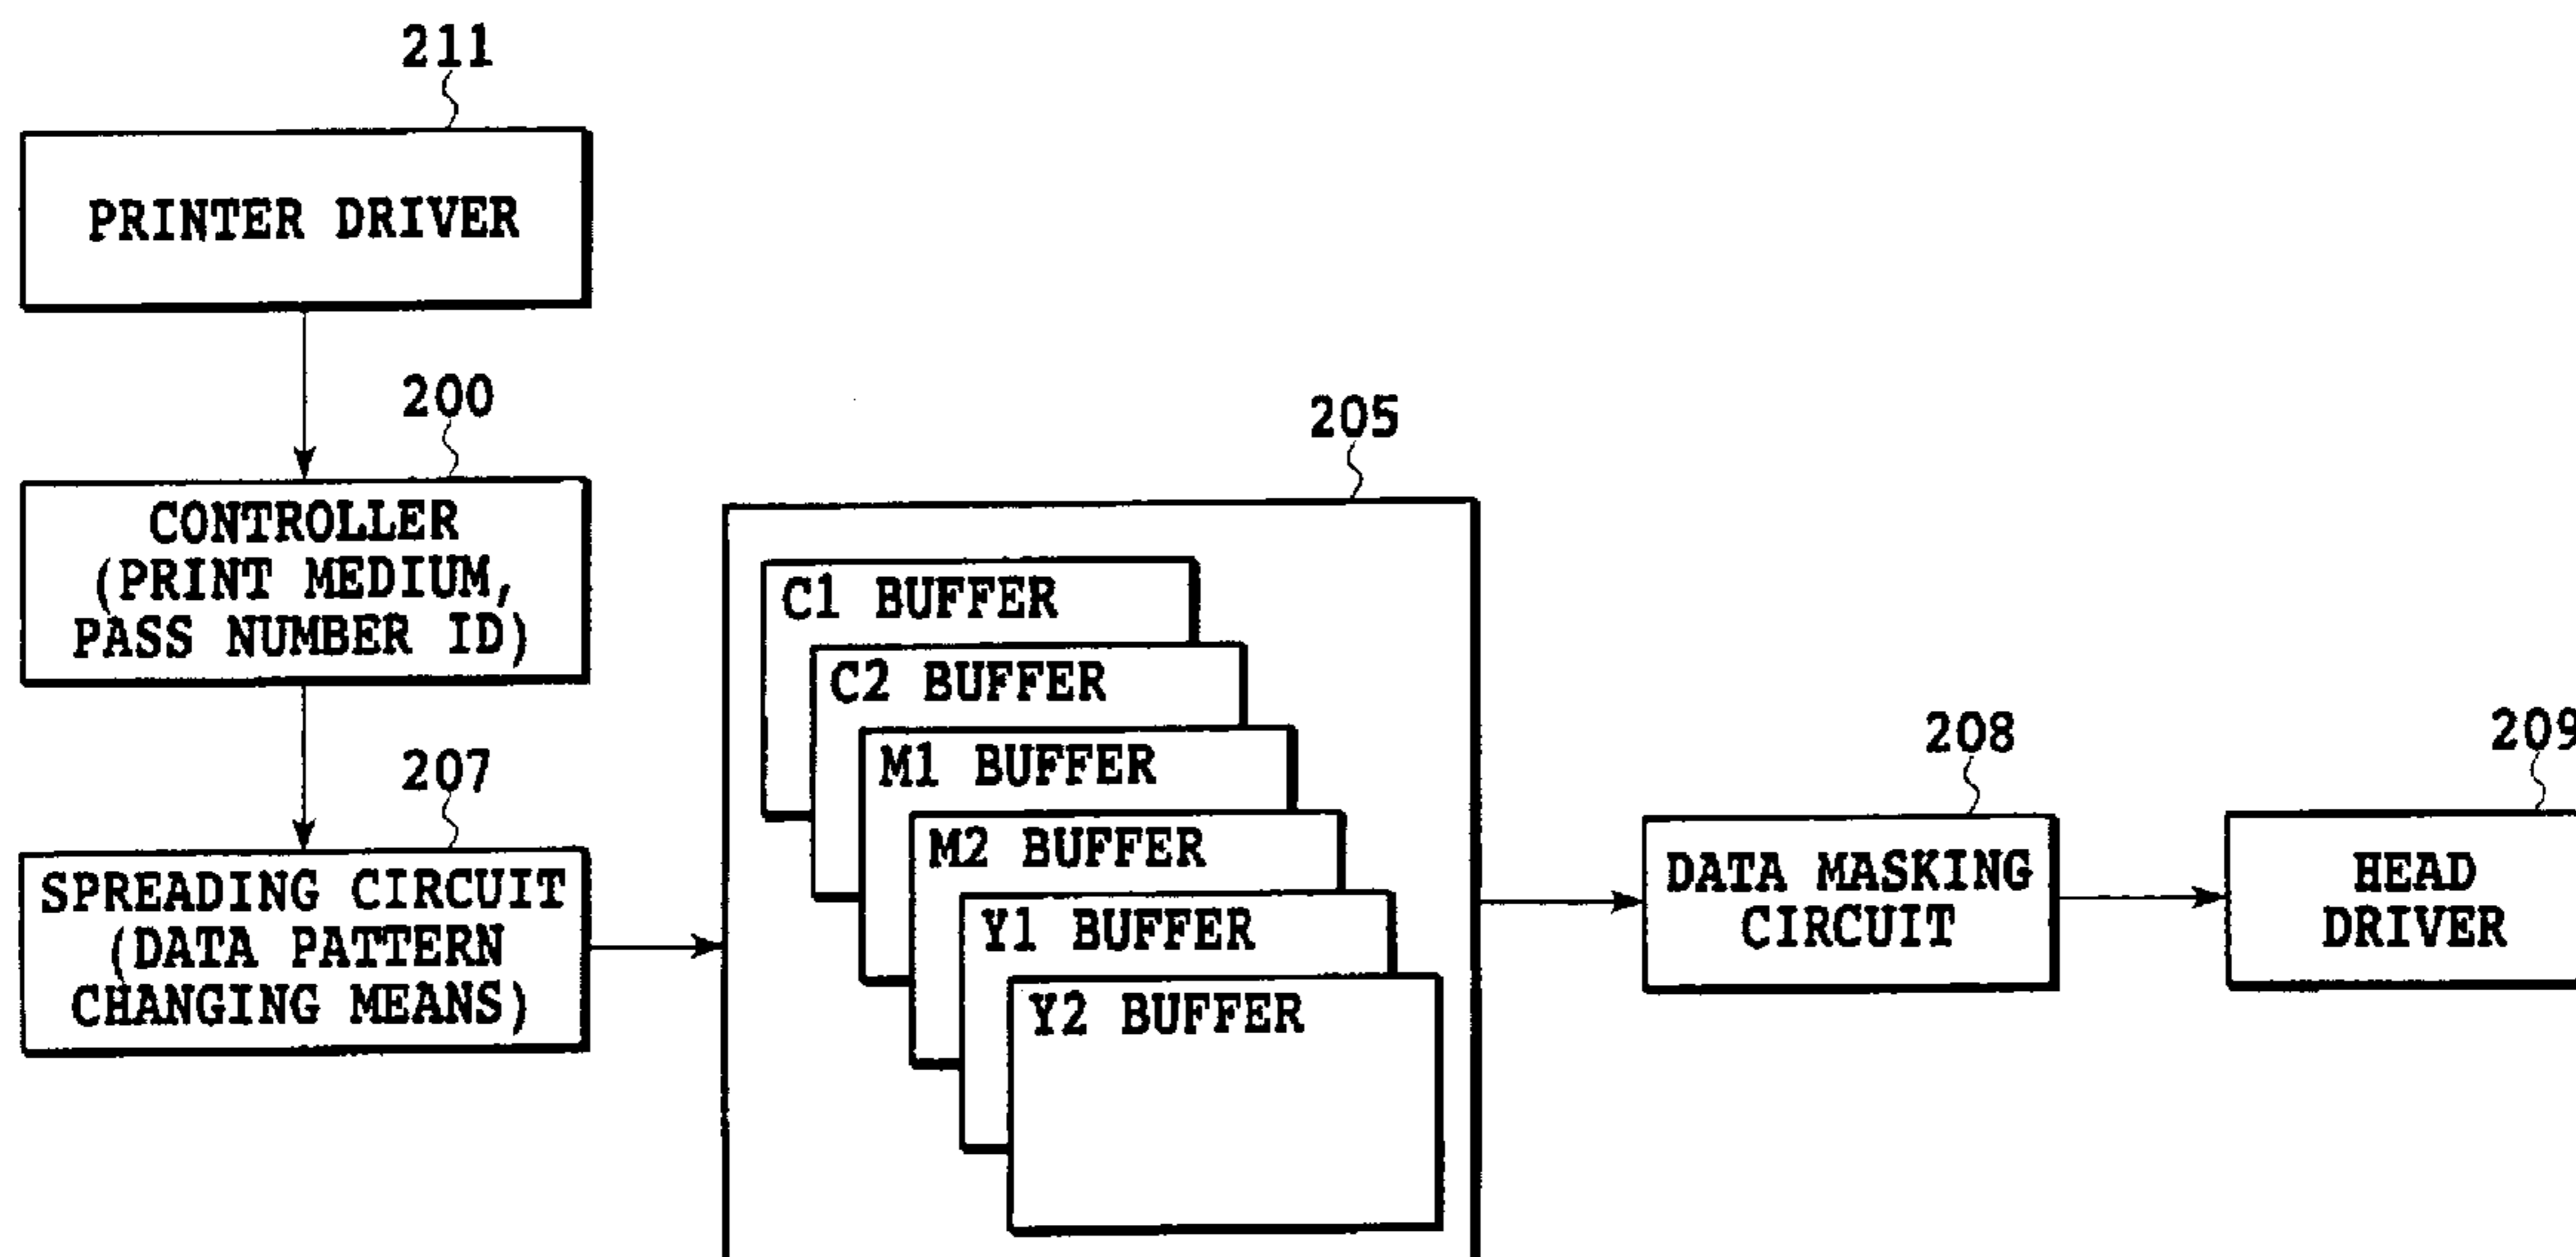 211
PRINTER DRIVER
200
CONTROLLER
(PRINT MEDIUM,
PASS NUMBER ID)
207
SPREADING CIRCUIT
(DATA PATTERN
CHANGING MEANS)
205
C1 BUFFER
C2 BUFFER
M1 BUFFER
M2 BUFFER
Y1 BUFFER
Y2 BUFFER
208
DATA MASKING
CIRCUIT
209
HEAD
DRIVER